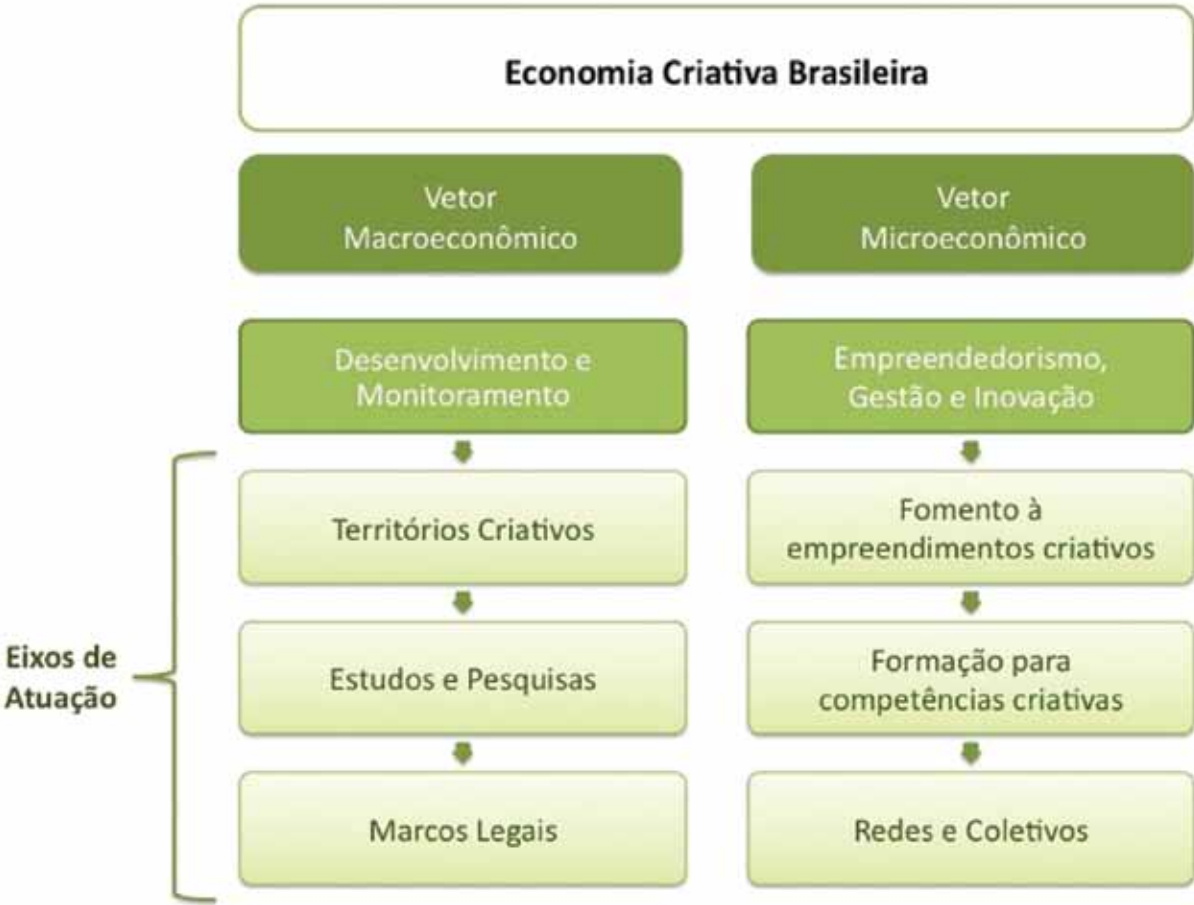 Economia Criativa Brasileira
Vetor
Macroeconômico
Vetor
Microeconômico
Desenvolvimento e
Monitoramento
Empreendedorismo,
Gestão e Inovação
Eixos de
Atuação
Territórios Criativos
Fomento à
empreendimentos criativos
Estudos e Pesquisas
Formação para
competências criativas
Marcos Legais
Redes e Coletivos